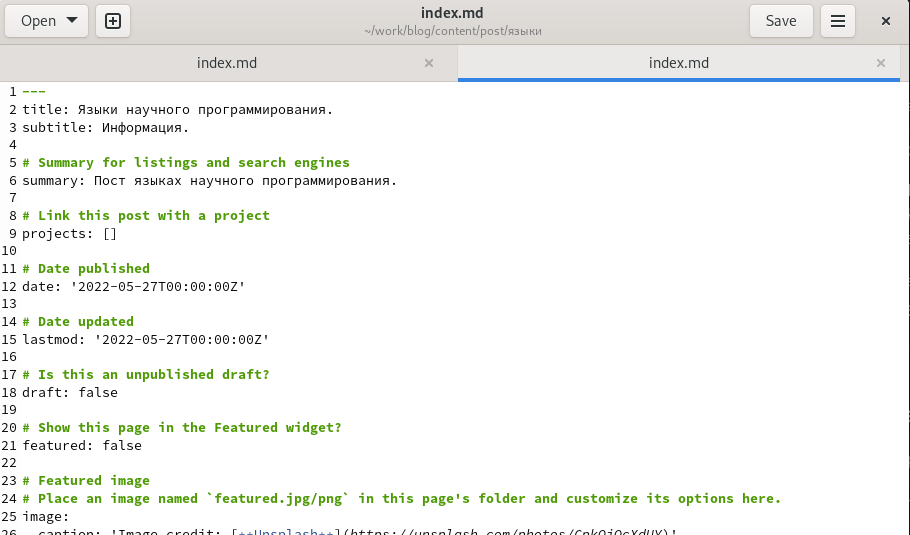 Open
index.md
~/work/blog/content/post/языки
Save
index.md
index.md
1 ---
2 title: Языки научного программирования.
3 subtitle: Информация.
4
5 # Summary for listings and search engines
6 summary: Пост языках научного программирования.
7
8 # Link this post with a project
9 projects: []
10
11 # Date published
12 date: '2022-05-27T00:00:00Z'
13
14 # Date updated
15 lastmod: '2022-05-27T00:00:00Z'
16
17 # Is this an unpublished draft?
18 draft: false
19
20 # Show this page in the Featured widget?
21 featured: false
22
23 # Featured image
24 # Place an image named `featured.jpg/png` in this page's folder and customize its options here.
25 image:
26 caption: 'Image credit: [**Unsplash**]